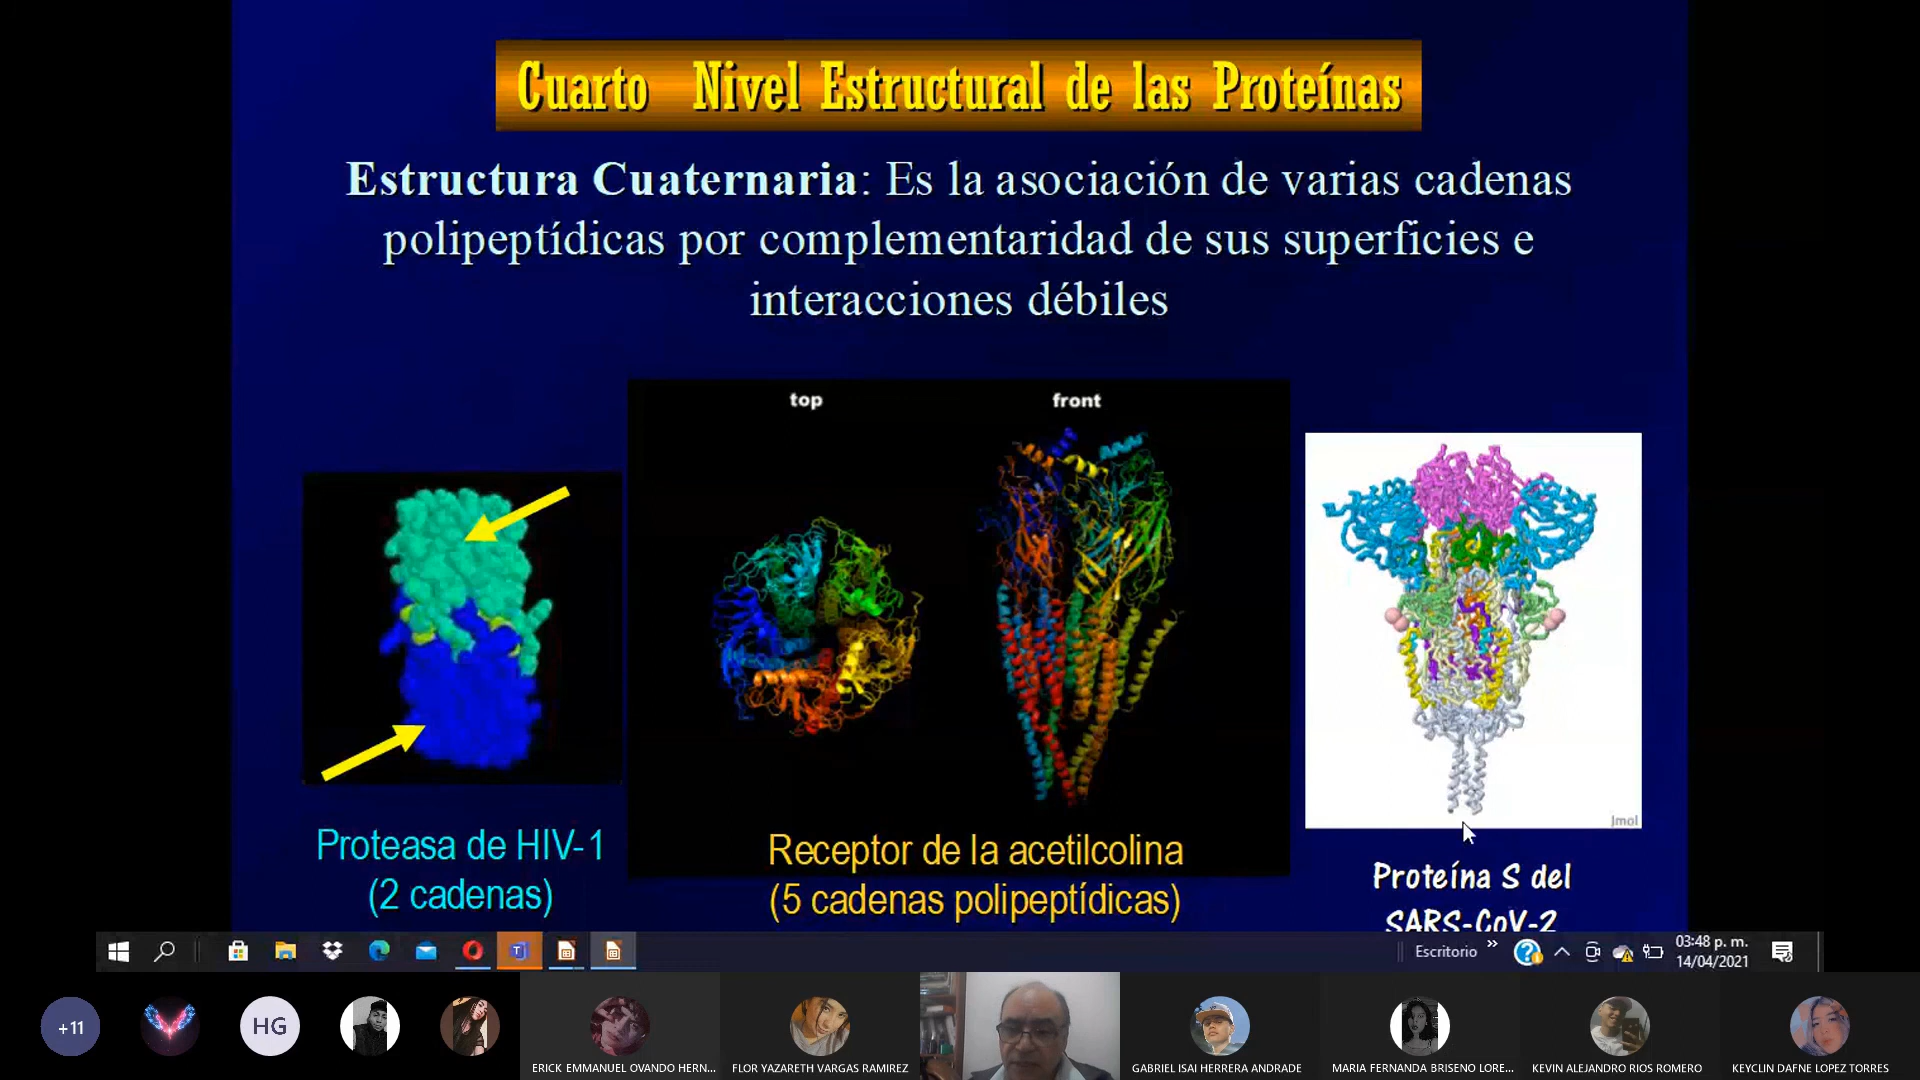 Cuarto Nivel Estructural de las Proteínas
Estructura Cuaternaria: Es la asociación de varias cadenas
polipeptídicas por complementaridad de sus superficies e
interacciones débiles
top
front
Jmol
Proteasa de HIV-1
(2 cadenas)
Receptor de la acetilcolina
(5 cadenas polipeptídicas)
Proteína S del
SARS-CoV-2
Escritorio
03:48 p. m.
14/04/2021
+11
HG
ERICK EMMANUEL OVANDO HERN...
FLOR YAZARETH VARGAS RAMIREZ
GABRIEL ISAI HERRERA ANDRADE
MARIA FERNANDA BRISENO LORE...
KEVIN ALEJANDRO RIOS ROMERO
KEYCLIN DAFNE LOPEZ TORRES